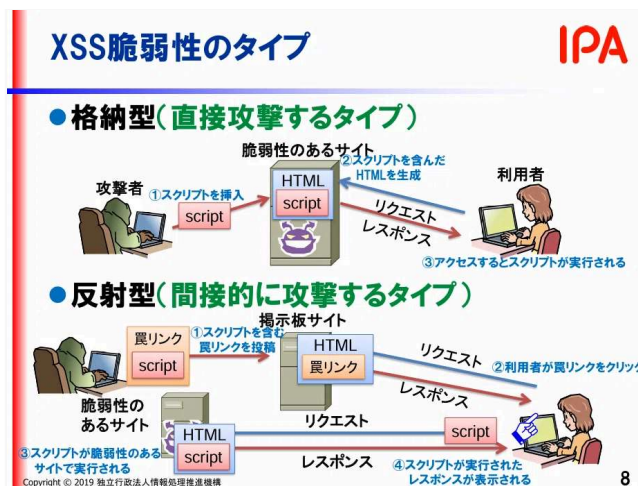 XSS脆弱性のタイプ
IPA
●格納型(直接攻撃するタイプ)
脆弱性のあるサイト
攻撃者
①スクリプトを挿入
script
HTML
script
②スクリプトを含んだ
HTMLを生成
利用者
リクエスト
レスポンス
③アクセスするとスクリプトが実行される
●反射型(間接的に攻撃するタイプ)
掲示板サイト
罠リンク
script
①スクリプトを含む
罠リンクを投稿
HTML
罠リンク
リクエスト
②利用者が罠リンクをクリック
レスポンス
脆弱性の
あるサイト
HTML
script
リクエスト
script
③スクリプトが脆弱性のある
サイトで実行される
レスポンス
④スクリプトが実行された
レスポンスが表示される
Copyright © 2019 独立行政法人情報処理推進機構
8